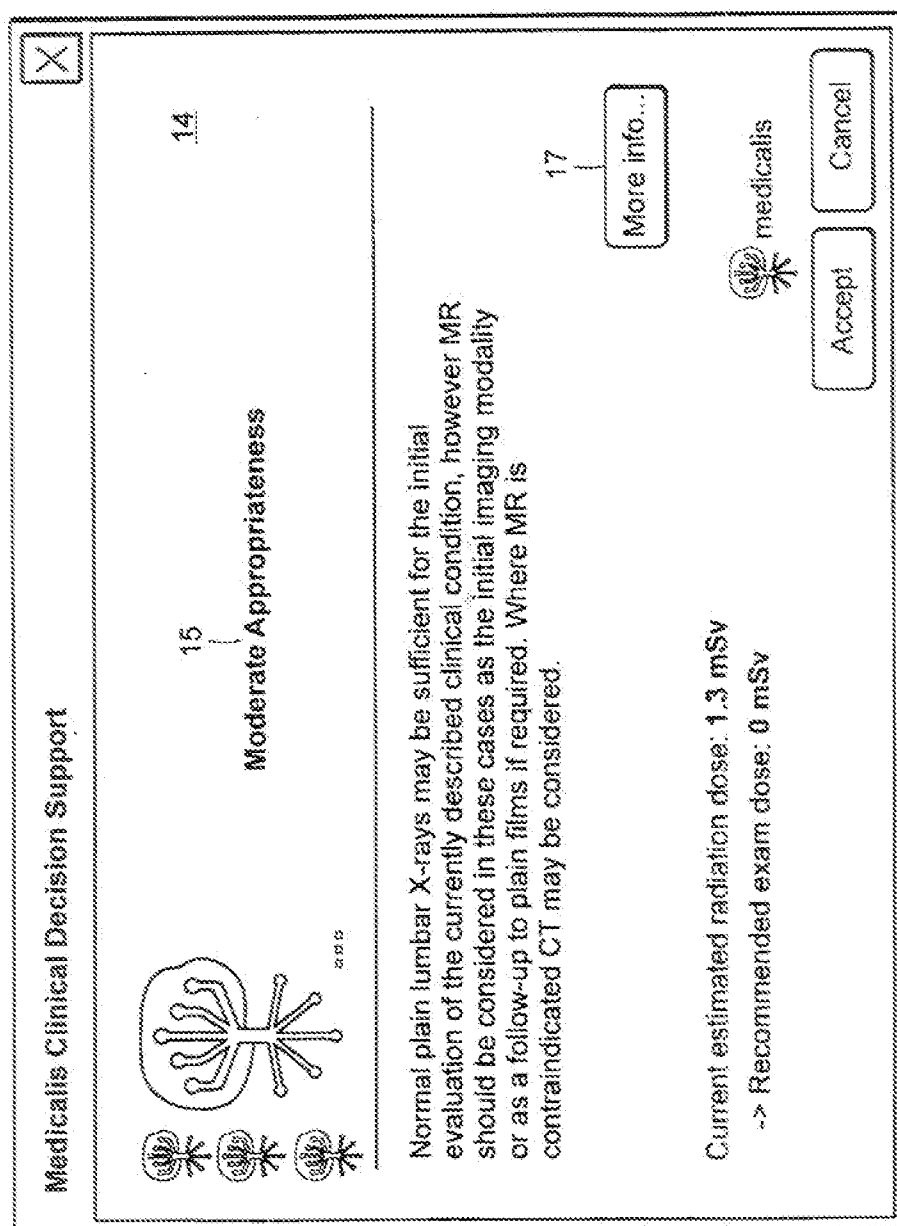 Medicalis Clinical Decision Support
X
14
15
Moderate Appropriateness
Normal plain lumbar X-rays may be sufficient for the initial
evaluation of the currently described clinical condition, however MR
should be considered in these cases as the initial imaging modality
or as a follow-up to plain films if required. Where MR is
contraindicated CT may be considered.
17
More info...
Current estimated radiation dose: 1.3 mSv
-> Recommended exam dose: 0 mSv
medicalis
Accept
Cancel